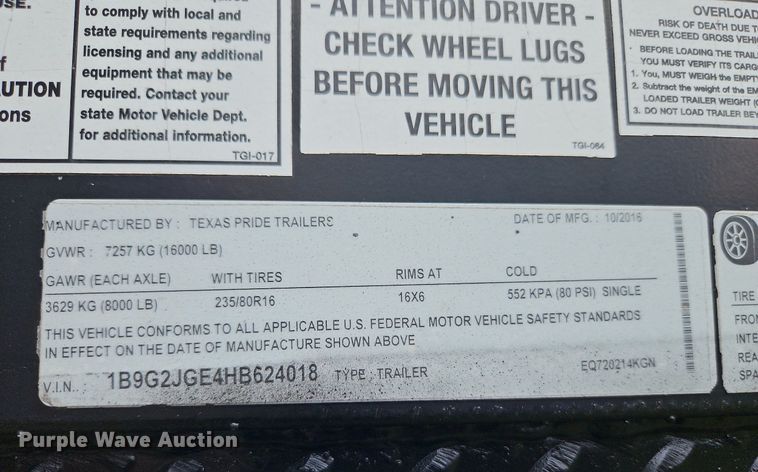 USE.
f
UTION
ons
to comply with local and
state requirements regarding
licensing and any additional
equipment that may be
required. Contact your
state Motor Vehicle Dept.
for additional information.
TGI-017
- ATTENTION DRIVER -
CHECK WHEEL LUGS
BEFORE MOVING THIS
VEHICLE
TGI-084
OVERLOAD
RISK OF DEATH DUE T
NEVER EXCEED GROSS VEHI
· BEFORE LOADING THE TRAIL
YOU MUST VERIFY ITS CARG
1. You, MUST WEIGH the EMPT
2. Subtract the weight of the EM
LOADED TRAILER WEIGHT (
3. DO NOT LOAD TRAILER BEY
MANUFACTURED BY : TEXAS PRIDE TRAILERS DATE OF MFG. : 10/2016
GVWR : 7257 KG (16000 LB)
GAWR (EACH AXLE) WITH TIRES RIMS AT COLD
3629 KG (8000 LB) 235/80R16 16X6 552 KPA (80 PSI) SINGLE
THIS VEHICLE CONFORMS TO ALL APPLICABLE U.S. FEDERAL MOTOR VEHICLE SAFETY STANDARDS
IN EFFECT ON THE DATE OF MANUFACTURE SHOWN ABOVE
V.I.N.: 1B9G2JGE4HB624018 TYPE : TRAILER EQ720214KGN
TIRE
FRO
INTE
REA
SPA
Purple Wave Auction